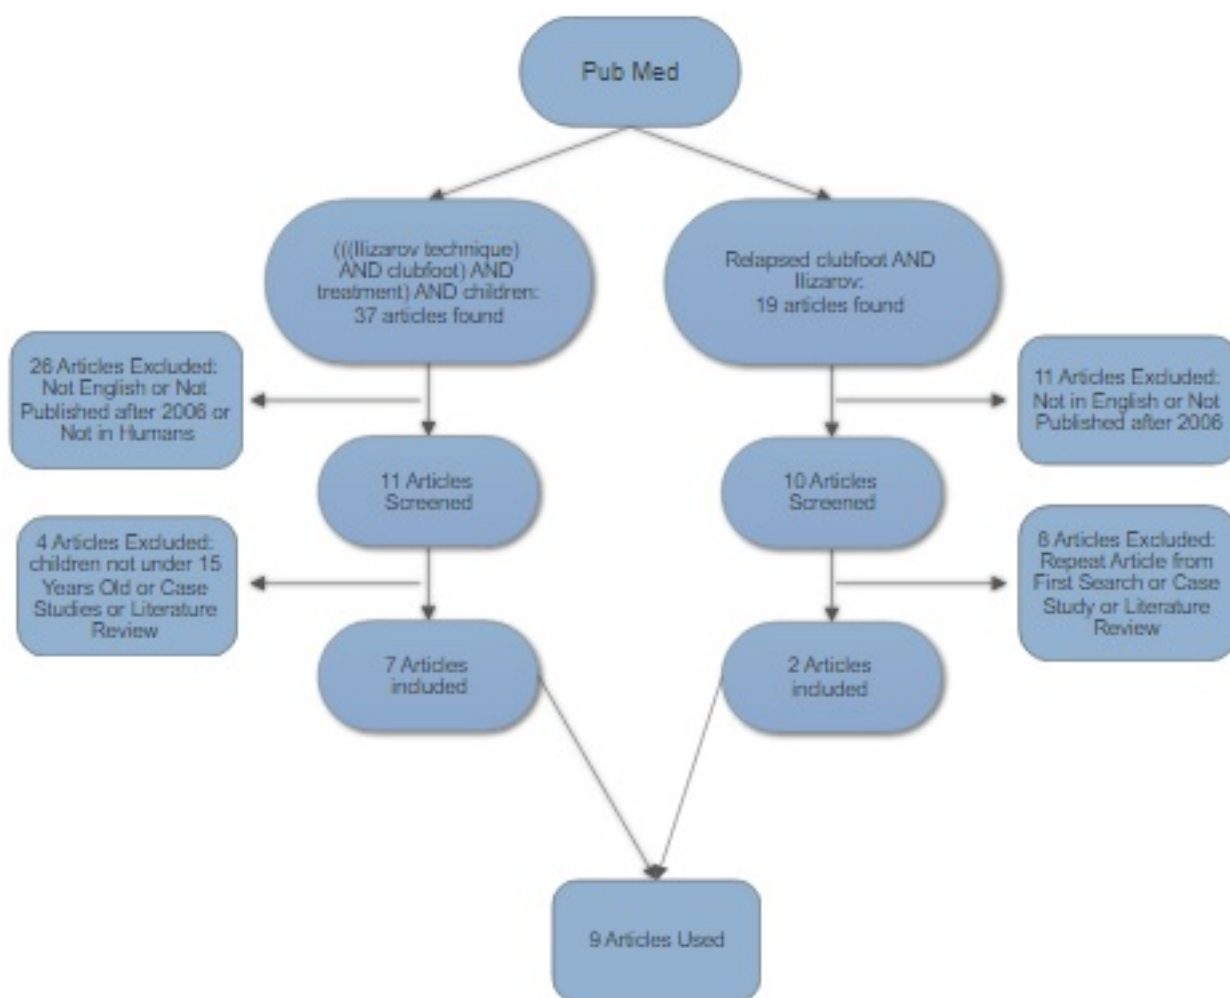 Pub Med
(((Ilizarov technique)
AND clubfoot) AND
treatment) AND children:
37 articles found
Relapsed clubfoot AND
Ilizarov:
19 articles found
26 Articles Excluded:
Not English or Not
Published after 2006 or
Not in Humans
11 Articles Excluded:
Not in English or Not
Published after 2006
11 Articles
Screened
10 Articles
Screened
4 Articles Excluded:
children not under 15
Years Old or Case
Studies or Literature
Review
8 Articles Excluded:
Repeat Article from
First Search or Case
Study or Literature
Review
7 Articles
included
2 Articles
included
9 Articles Used